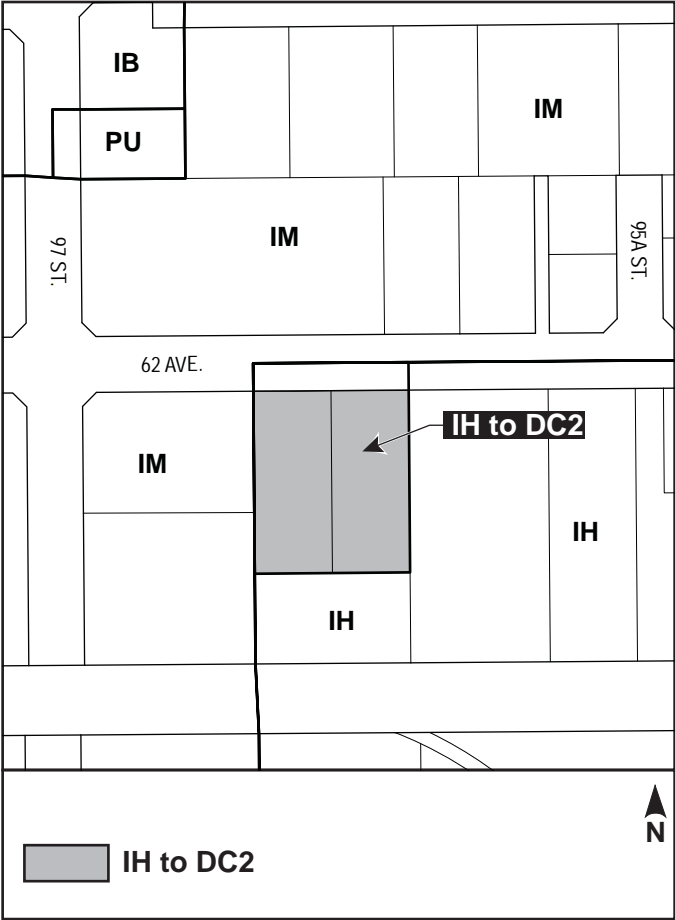 IB
IM
PU
IM
97 ST.
95A ST.
62 AVE.
IH to DC2
IM
IH
IH
N
IH to DC2